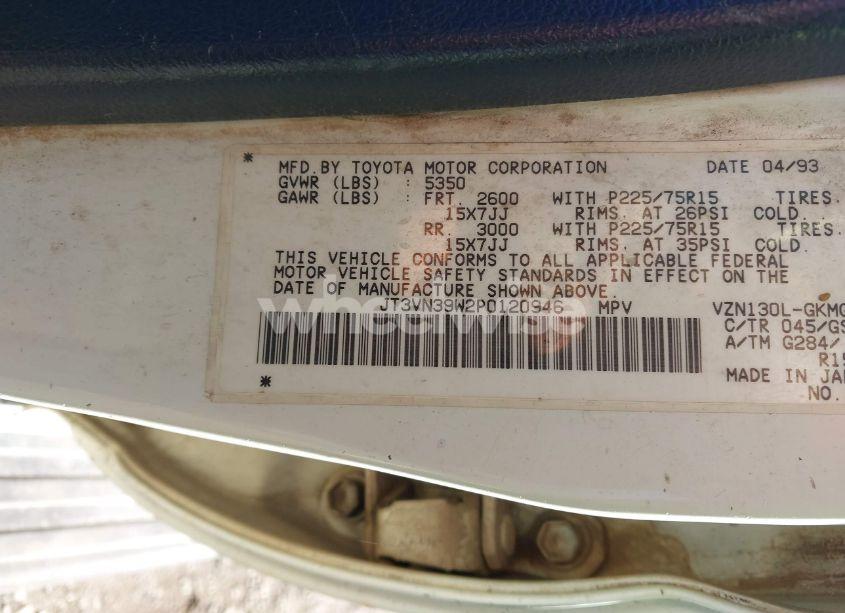 * MFD.BY TOYOTA MOTOR CORPORATION DATE 04/93
GVWR (LBS) : 5350
GAWR (LBS) : FRT. 2600 WITH P225/75R15 TIRES.
15X7JJ RIMS. AT 26PSI COLD.
RR. 3000 WITH P225/75R15 TIRES.
15X7JJ RIMS. AT 35PSI COLD.
THIS VEHICLE CONFORMS TO ALL APPLICABLE FEDERAL
MOTOR VEHICLE SAFETY STANDARDS IN EFFECT ON THE
DATE OF MANUFACTURE SHOWN ABOVE.
JT3VN39W2P0120946 MPV VZN130L-GKM
wheelwise
C/TR 045/GS
A/TM G284/
R1
MADE IN JA
NO.
*